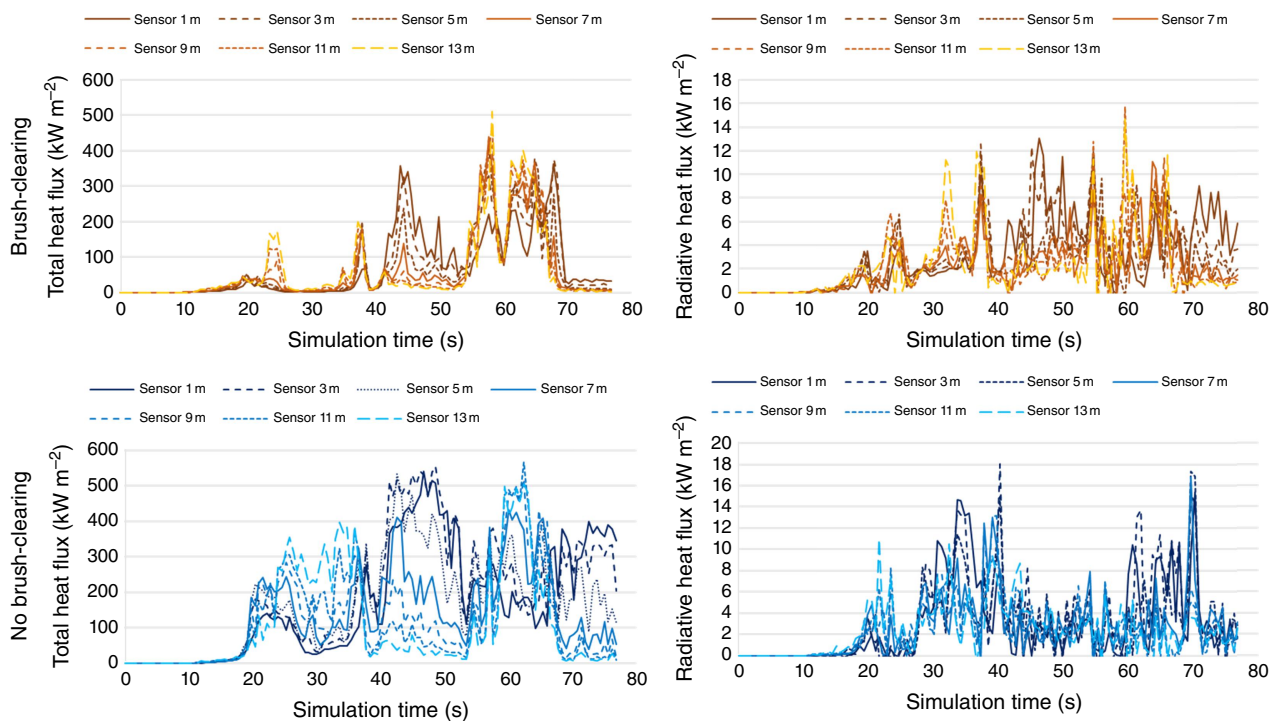 Sensor 1 m Sensor 3 m Sensor 5 m Sensor 7 m
Sensor 9 m Sensor 11 m Sensor 13 m
Brush-clearing
Total heat flux (kW m−2)
600
500
400
300
200
100
0
0 10 20 30 40 50 60 70 80
Simulation time (s)
Sensor 1 m Sensor 3 m Sensor 5 m Sensor 7 m
Sensor 9 m Sensor 11 m Sensor 13 m
Radiative heat flux (kW m−2)
18
16
14
12
10
8
6
4
2
0
0 10 20 30 40 50 60 70 80
Simulation time (s)
Sensor 1 m Sensor 3 m Sensor 5 m Sensor 7 m
Sensor 9 m Sensor 11 m Sensor 13 m
No brush-clearing
Total heat flux (kW m−2)
600
500
400
300
200
100
0
0 10 20 30 40 50 60 70 80
Simulation time (s)
Sensor 1 m Sensor 3 m Sensor 5 m Sensor 7 m
Sensor 9 m Sensor 11 m Sensor 13 m
Radiative heat flux (kW m−2)
20
18
16
14
12
10
8
6
4
2
0
0 10 20 30 40 50 60 70 80
Simulation time (s)